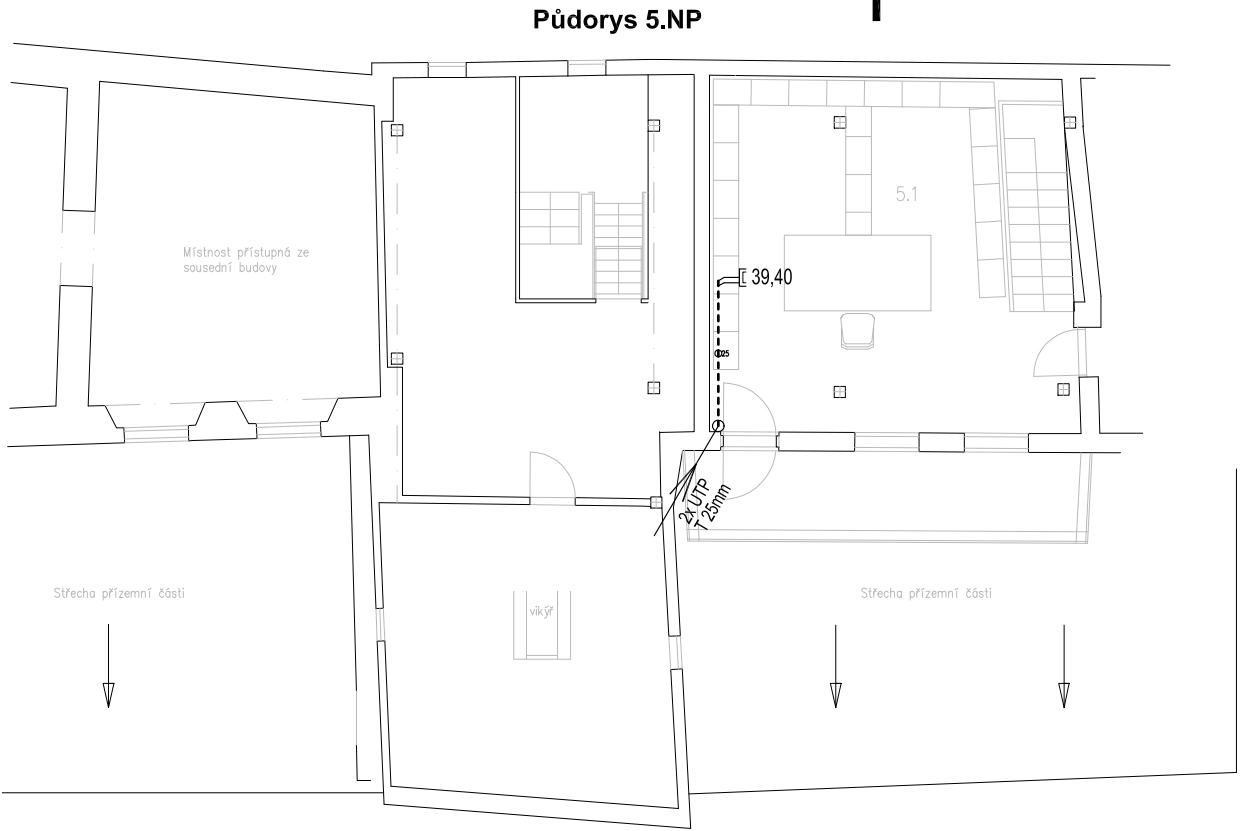 Půdorys 5.NP
5.1
Místnost přístupná ze
sousední budovy
39,40
2x UTP
T 25mm
Střecha přízemní části
vikýř
Střecha přízemní části